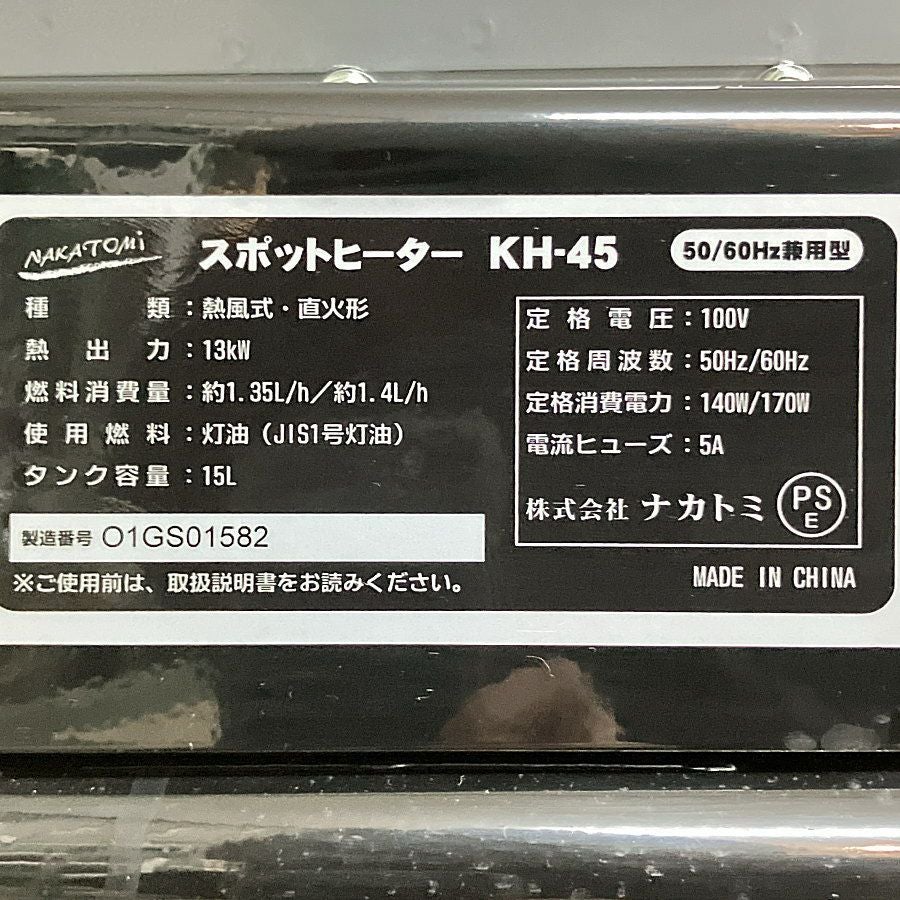 NAKATOMI スポットヒーター KH-45 50/60Hz兼用型
種類：熱風式・直火形
熱出力：13kW
燃料消費量：約1.35L/h／約1.4L/h
使用燃料：灯油（JIS1号灯油）
タンク容量：15L
製造番号 O1GS01582
※ご使用前は、取扱説明書をお読みください。
定格電圧：100V
定格周波数：50Hz/60Hz
定格消費電力：140W/170W
電流ヒューズ：5A
株式会社 ナカトミ PSE
MADE IN CHINA